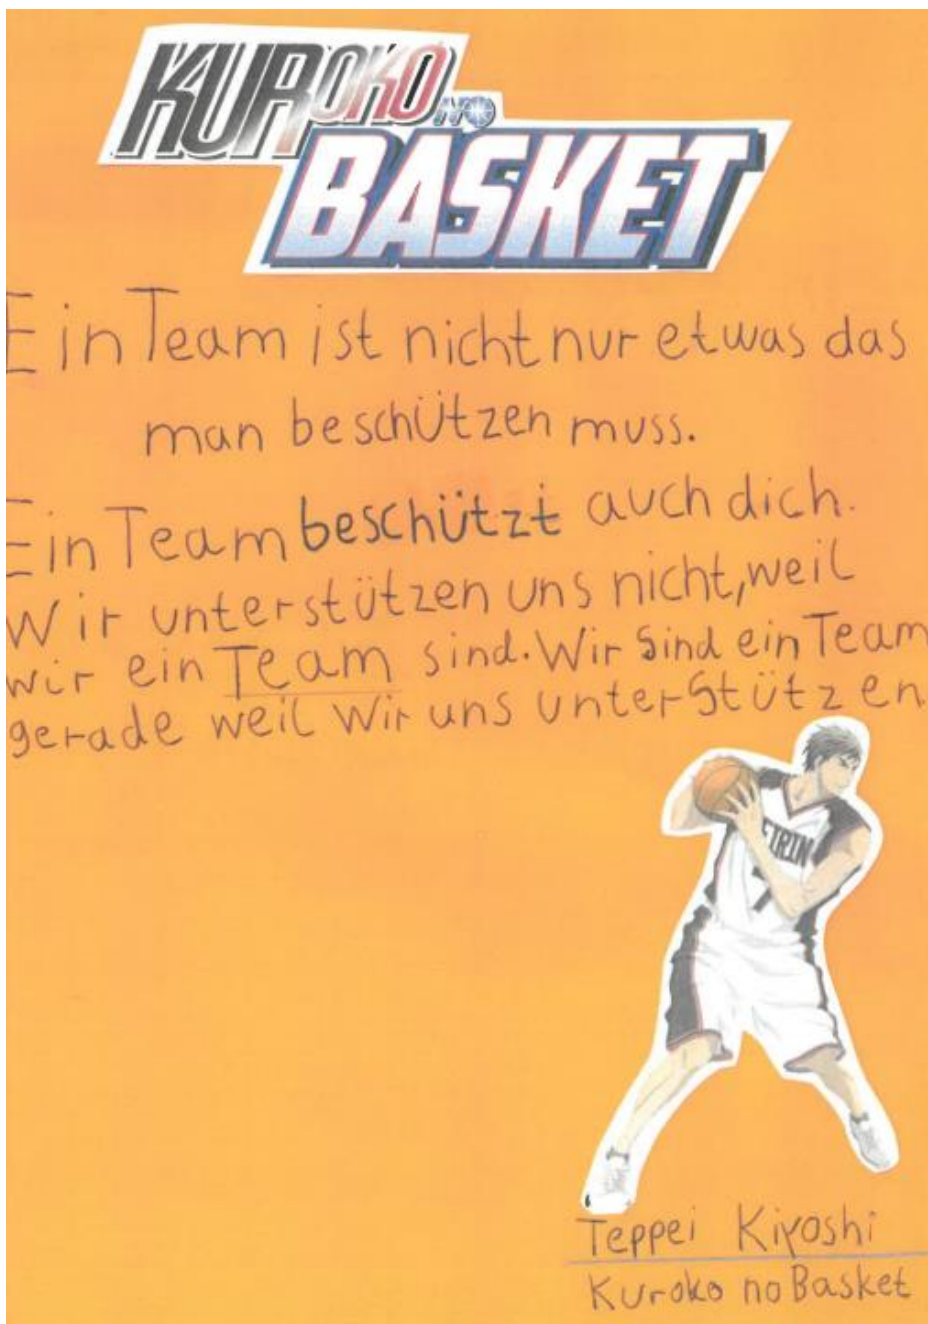 KUROKO NO
BASKET
Ein Team ist nicht nur etwas das
man beschützen muss.
Ein Team beschützt auch dich.
Wir unterstützen uns nicht, weil
wir ein Team sind. Wir sind ein Team
gerade weil wir uns unterstützen.
EIRIN
7
Teppei Kiyoshi
Kuroko no Basket